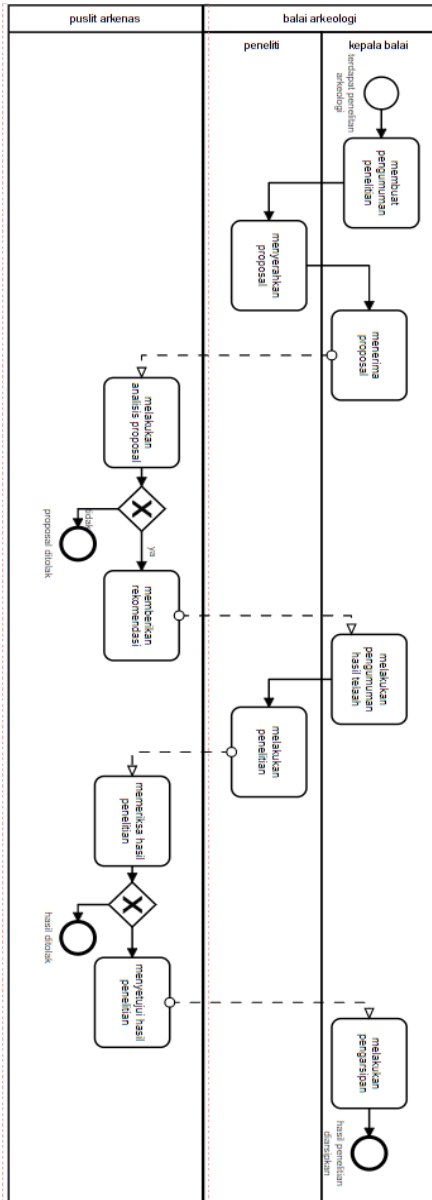 puslit arkenas
balai arkeologi
peneliti
kepala balai
terdapat penelitan
arkeologi
membuat
pengumuman
penelitian
menyerahkan
proposal
menerima
proposal
melakukan
analisis proposal
tidak
proposal ditolak
ya
memberikan
rekomendasi
melakukan
pengumuman
hasil telaah
melakukan
penelitian
memeriksa hasil
penelitian
hasil ditolak
menyetujui hasil
penelitian
melakukan
pengarsipan
hasil penelitian
diarsipkan